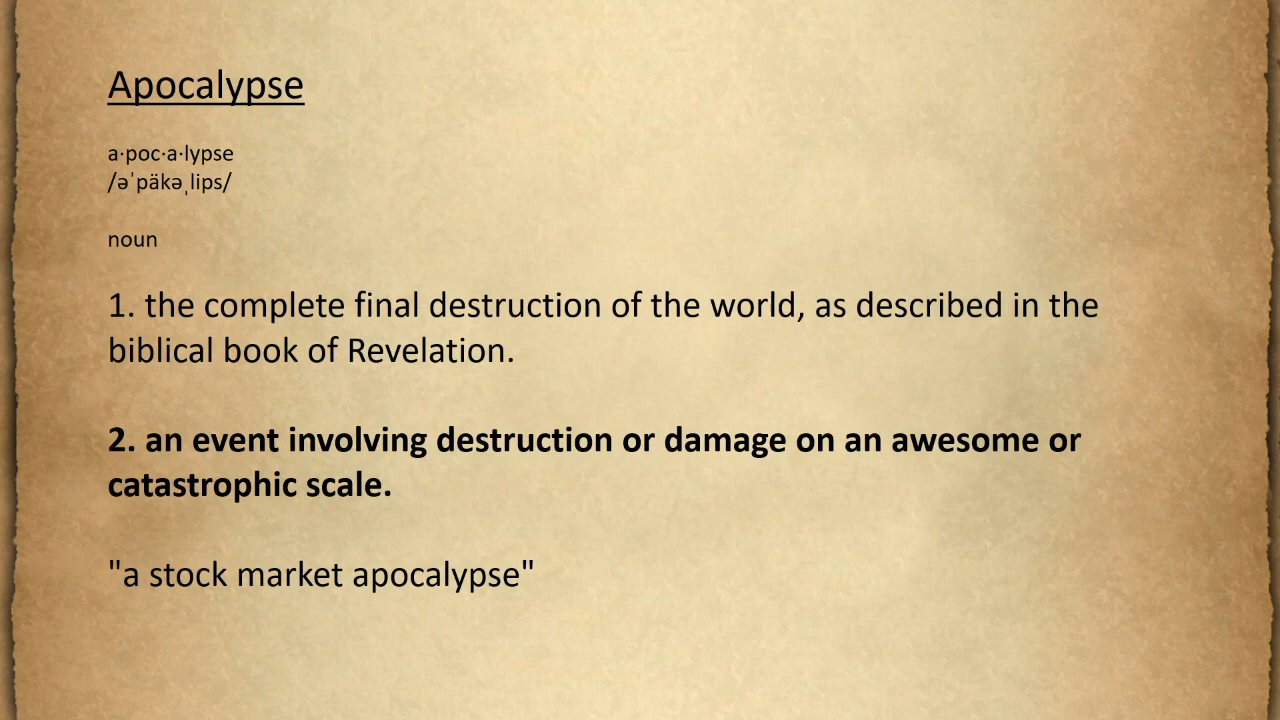 Apocalypse
a·poc·a·lypse
/əˈpäkəˌlips/
noun
1. the complete final destruction of the world, as described in the
biblical book of Revelation.
2. an event involving destruction or damage on an awesome or
catastrophic scale.
"a stock market apocalypse"